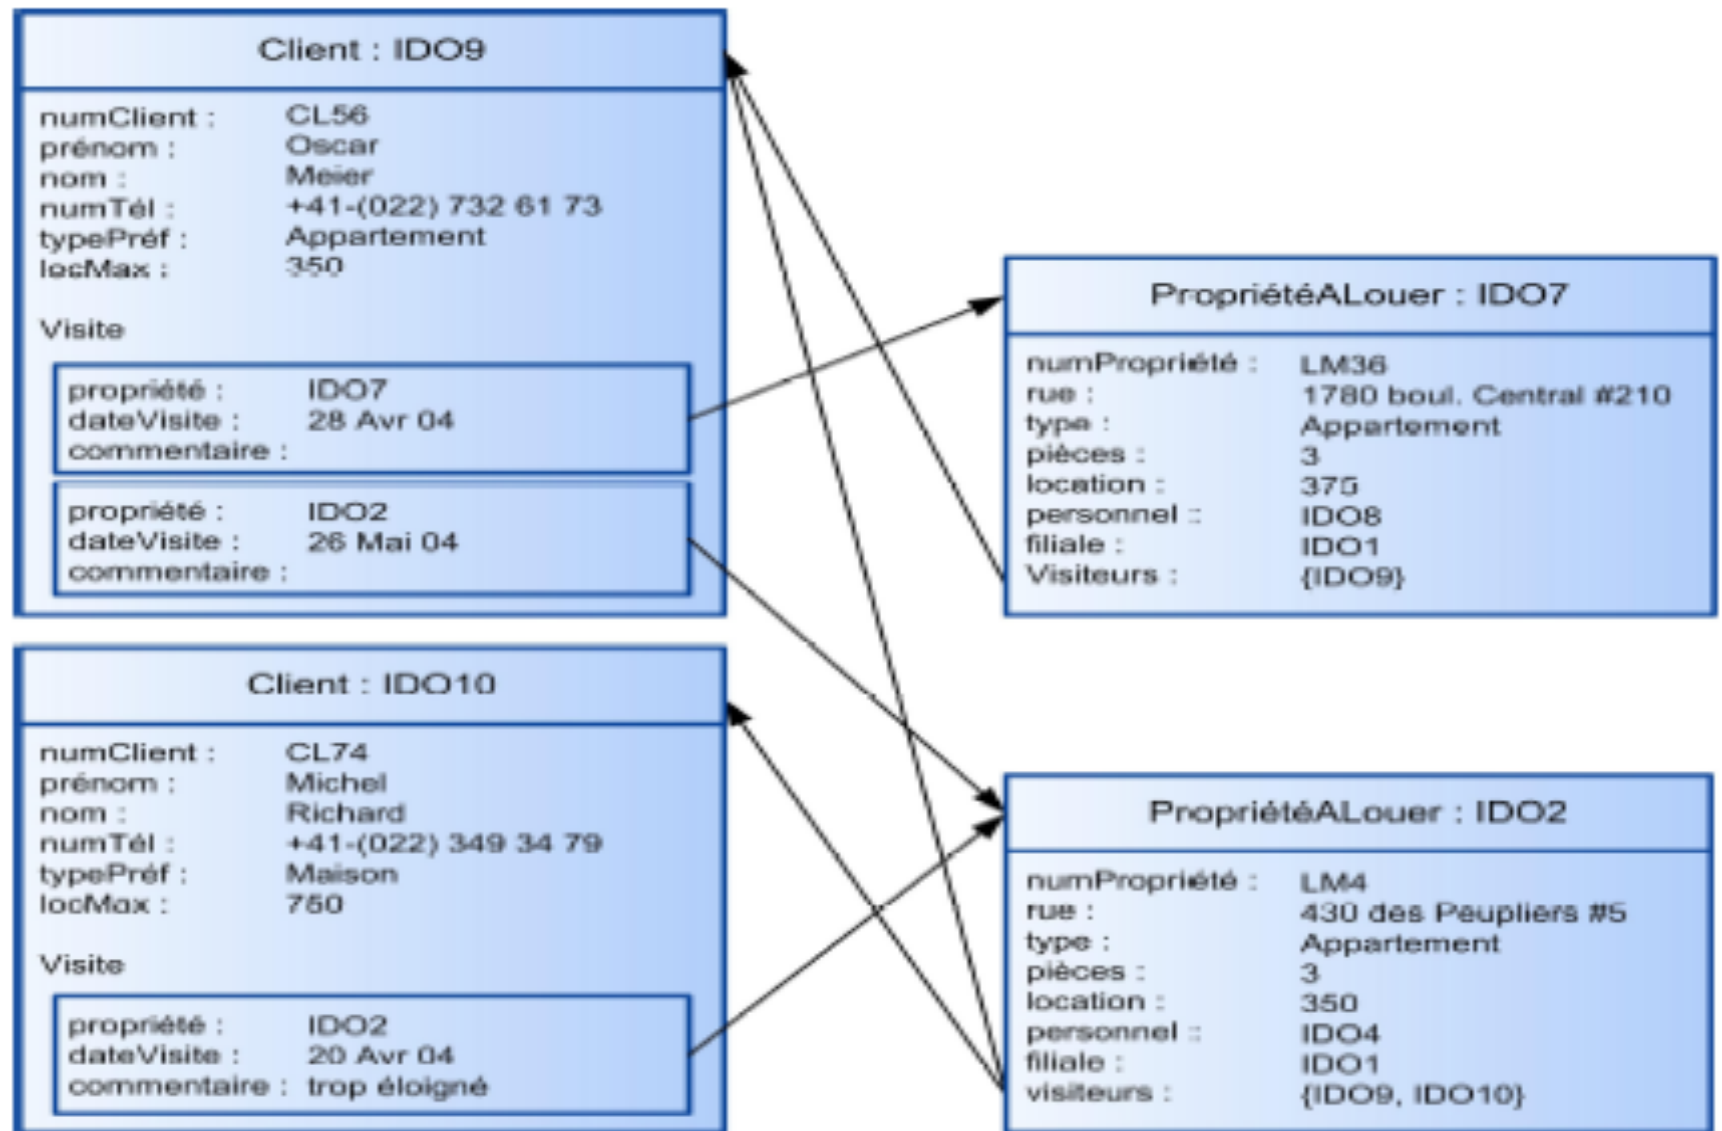 Client : IDO9
numClient : CL56
prénom : Oscar
nom : Meier
numTél : +41-(022) 732 61 73
typePréf : Appartement
locMax : 350
Visite
propriété : IDO7
dateVisite : 28 Avr 04
commentaire :
propriété : IDO2
dateVisite : 26 Mai 04
commentaire :
Client : IDO10
numClient : CL74
prénom : Michel
nom : Richard
numTél : +41-(022) 349 34 79
typePréf : Maison
locMax : 750
Visite
propriété : IDO2
dateVisite : 20 Avr 04
commentaire : trop éloigné
PropriétéALouer : IDO7
numPropriété : LM36
rue : 1780 boul. Central #210
type : Appartement
pièces : 3
location : 375
personnel : IDO8
filiale : IDO1
Visiteurs : {IDO9}
PropriétéALouer : IDO2
numPropriété : LM4
rue : 430 des Peupliers #5
type : Appartement
pièces : 3
location : 350
personnel : IDO4
filiale : IDO1
visiteurs : {IDO9, IDO10}